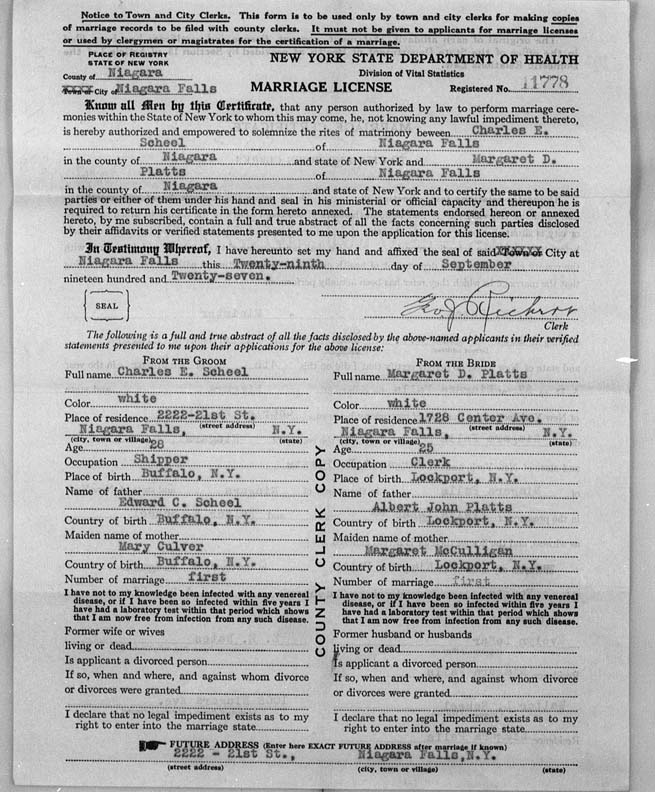 Notice to Town and City Clerks. This form is to be used only by town and city clerks for making copies
of marriage records to be filed with county clerks. It must not be given to applicants for marriage licenses
or used by clergymen or magistrates for the certification of a marriage.
PLACE OF REGISTRY
STATE OF NEW YORK
NEW YORK STATE DEPARTMENT OF HEALTH
County of Niagara
Division of Vital Statistics
Town or City of Niagara Falls
MARRIAGE LICENSE
Registered No. 11778
Know all Men by this Certificate, that any person authorized by law to perform marriage cere-
monies within the State of New York to whom this may come, he, not knowing any lawful impediment thereto,
is hereby authorized and empowered to solemnize the rites of matrimony beween Charles E.
Scheel of Niagara Falls
in the county of Niagara and state of New York and Margaret D.
Platts of Niagara Falls
in the county of Niagara and state of New York and to certify the same to be said
parties or either of them under his hand and seal in his ministerial or official capacity and thereupon he is
required to return his certificate in the form hereto annexed. The statements endorsed hereon or annexed
hereto, by me subscribed, contain a full and true abstract of all the facts concerning such parties disclosed
by their affidavits or verified statements presented to me upon the application for this license.
In Testimony Whereof, I have hereunto set my hand and affixed the seal of said Town or City at
Niagara Falls this Twenty-ninth day of September
nineteen hundred and Twenty-seven.
SEAL
Clerk
The following is a full and true abstract of all the facts disclosed by the above-named applicants in their verified
statements presented to me upon their applications for the above license:
FROM THE GROOM
Full name Charles E. Scheel
Color white
Place of residence 2222-21st St.
(street address)
Niagara Falls, N.Y.
(city, town or village) (state)
Age 28
Occupation Shipper
Place of birth Buffalo, N.Y.
Name of father
Edward C. Scheel
Country of birth Buffalo, N.Y.
Maiden name of mother
Mary Culver
Country of birth Buffalo, N.Y.
Number of marriage first
I have not to my knowledge been infected with any venereal
disease, or if I have been so infected within five years I
have had a laboratory test within that period which shows
that I am now free from infection from any such disease.
Former wife or wives
living or dead
Is applicant a divorced person
If so, when and where, and against whom divorce
or divorces were granted
I declare that no legal impediment exists as to my
right to enter into the marriage state
COUNTY CLERK COPY
FROM THE BRIDE
Full name Margaret D. Platts
Color white
Place of residence 1728 Center Ave.
(street address)
Niagara Falls, N.Y.
(city, town or village) (state)
Age 25
Occupation Clerk
Place of birth Lockport, N.Y.
Name of father
Albert John Platts
Country of birth Lockport, N.Y.
Maiden name of mother
Margaret McCulligan
Country of birth Lockport, N.Y.
Number of marriage first
I have not to my knowledge been infected with any venereal
disease, or if I have been so infected within five years I
have had a laboratory test within that period which shows
that I am now free from infection from any such disease.
Former husband or husbands
living or dead
Is applicant a divorced person
If so, when and where, and against whom divorce
or divorces were granted
I declare that no legal impediment exists as to my
right to enter into the marriage state
FUTURE ADDRESS (Enter here EXACT FUTURE ADDRESS after marriage if known)
2222 - 21st St., Niagara Falls, N.Y.
(street address) (city, town or village) (state)